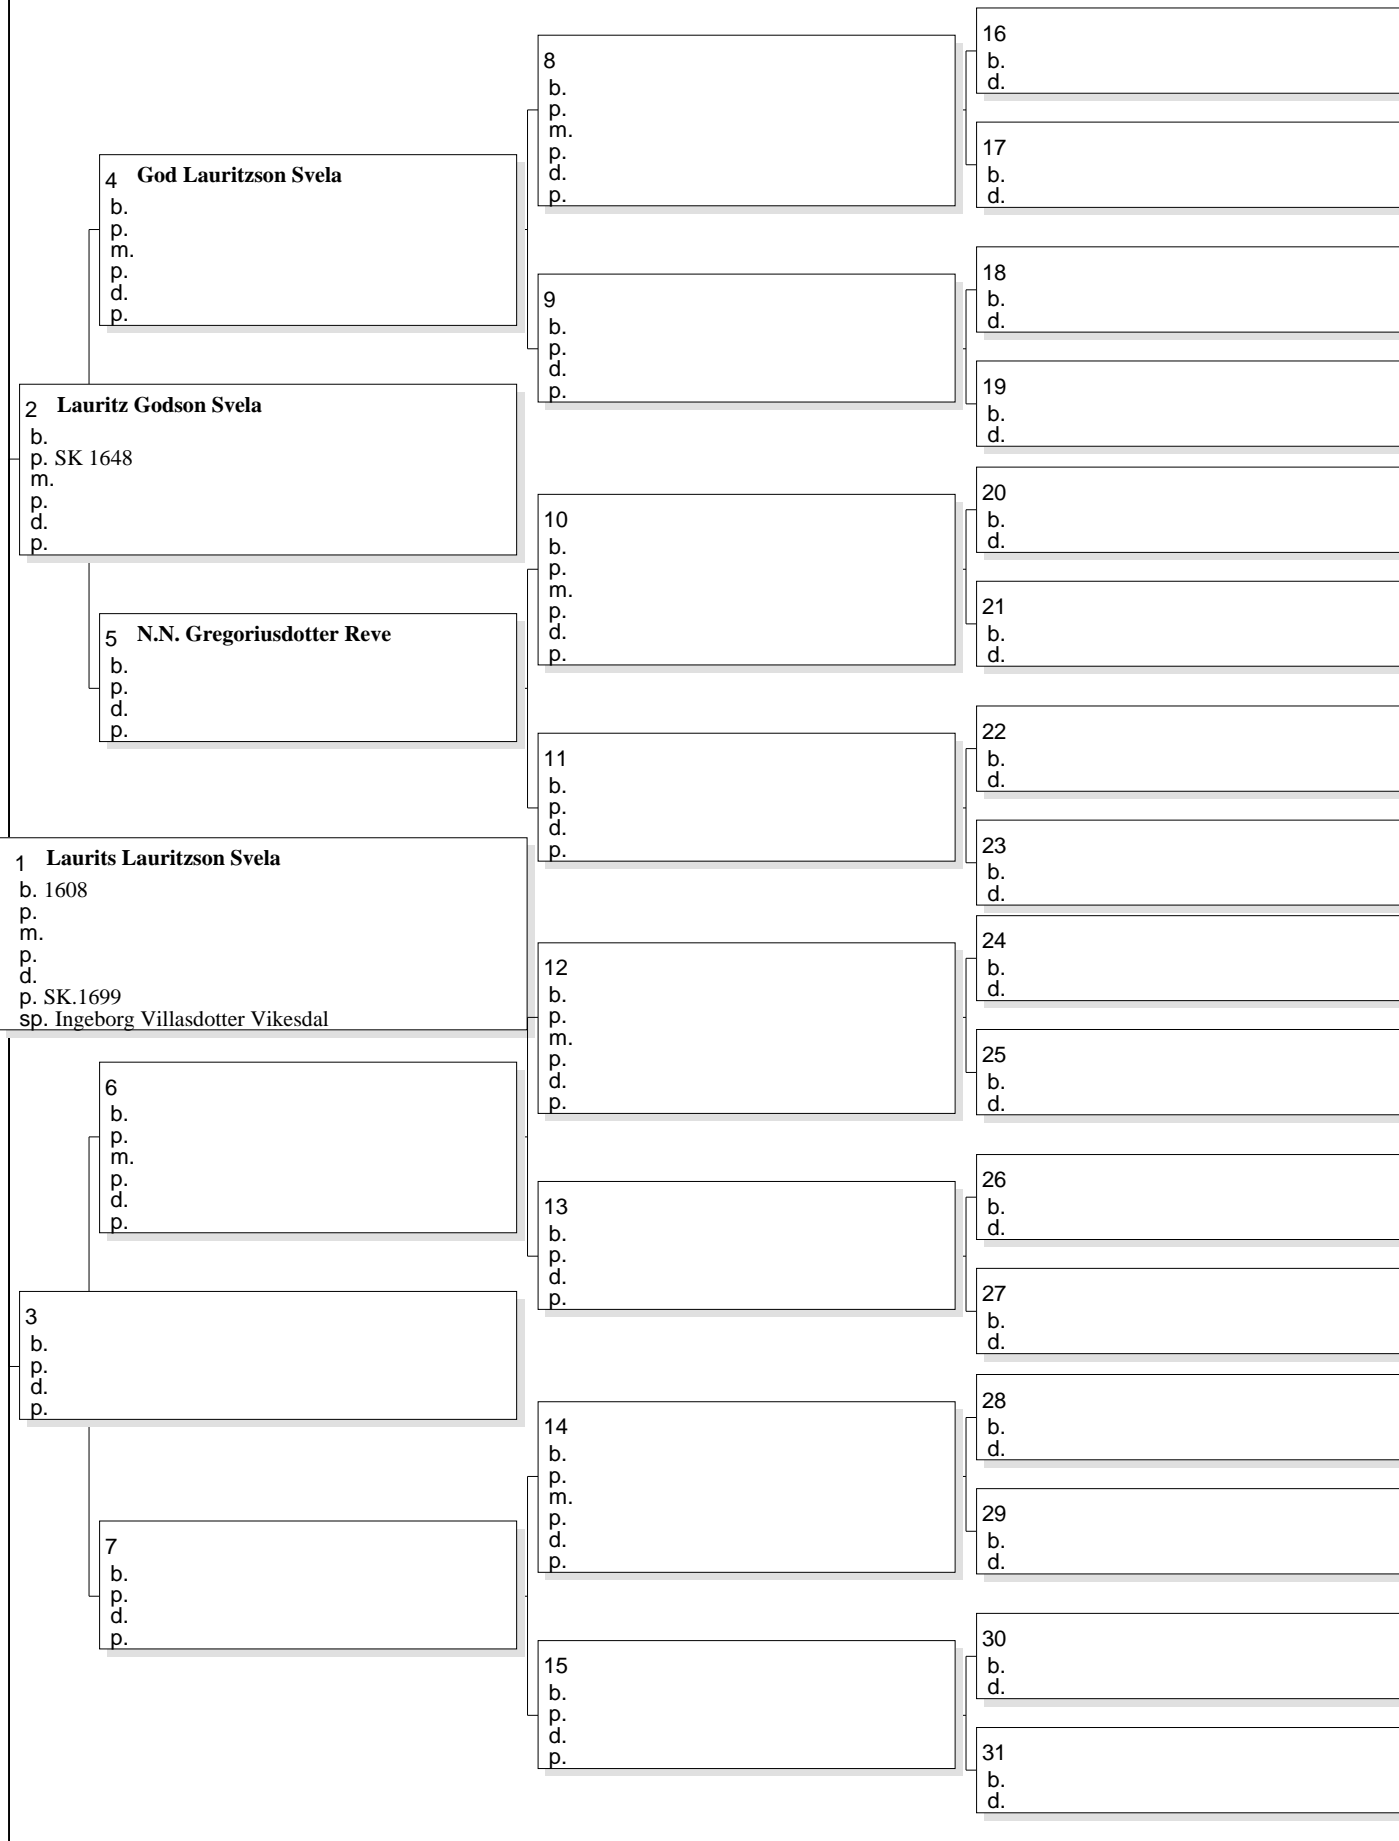 16
b.
d.
8
b.
p.
m.
p.
d.
p.
17
b.
d.
4 God Lauritzson Svela
b.
p.
m.
p.
d.
p.
18
b.
d.
9
b.
p.
d.
p.
19
b.
d.
2 Lauritz Godson Svela
b.
p. SK 1648
m.
p.
d.
p.
20
b.
d.
10
b.
p.
m.
p.
d.
p.
21
b.
d.
5 N.N. Gregoriusdotter Reve
b.
p.
d.
p.
22
b.
d.
11
b.
p.
d.
p.
23
b.
d.
1 Laurits Lauritzson Svela
b. 1608
p.
m.
p.
d.
p. SK.1699
sp. Ingeborg Villasdotter Vikesdal
24
b.
d.
12
b.
p.
m.
p.
d.
p.
25
b.
d.
6
b.
p.
m.
p.
d.
p.
26
b.
d.
13
b.
p.
d.
p.
27
b.
d.
3
b.
p.
d.
p.
28
b.
d.
14
b.
p.
m.
p.
d.
p.
29
b.
d.
7
b.
p.
d.
p.
30
b.
d.
15
b.
p.
d.
p.
31
b.
d.